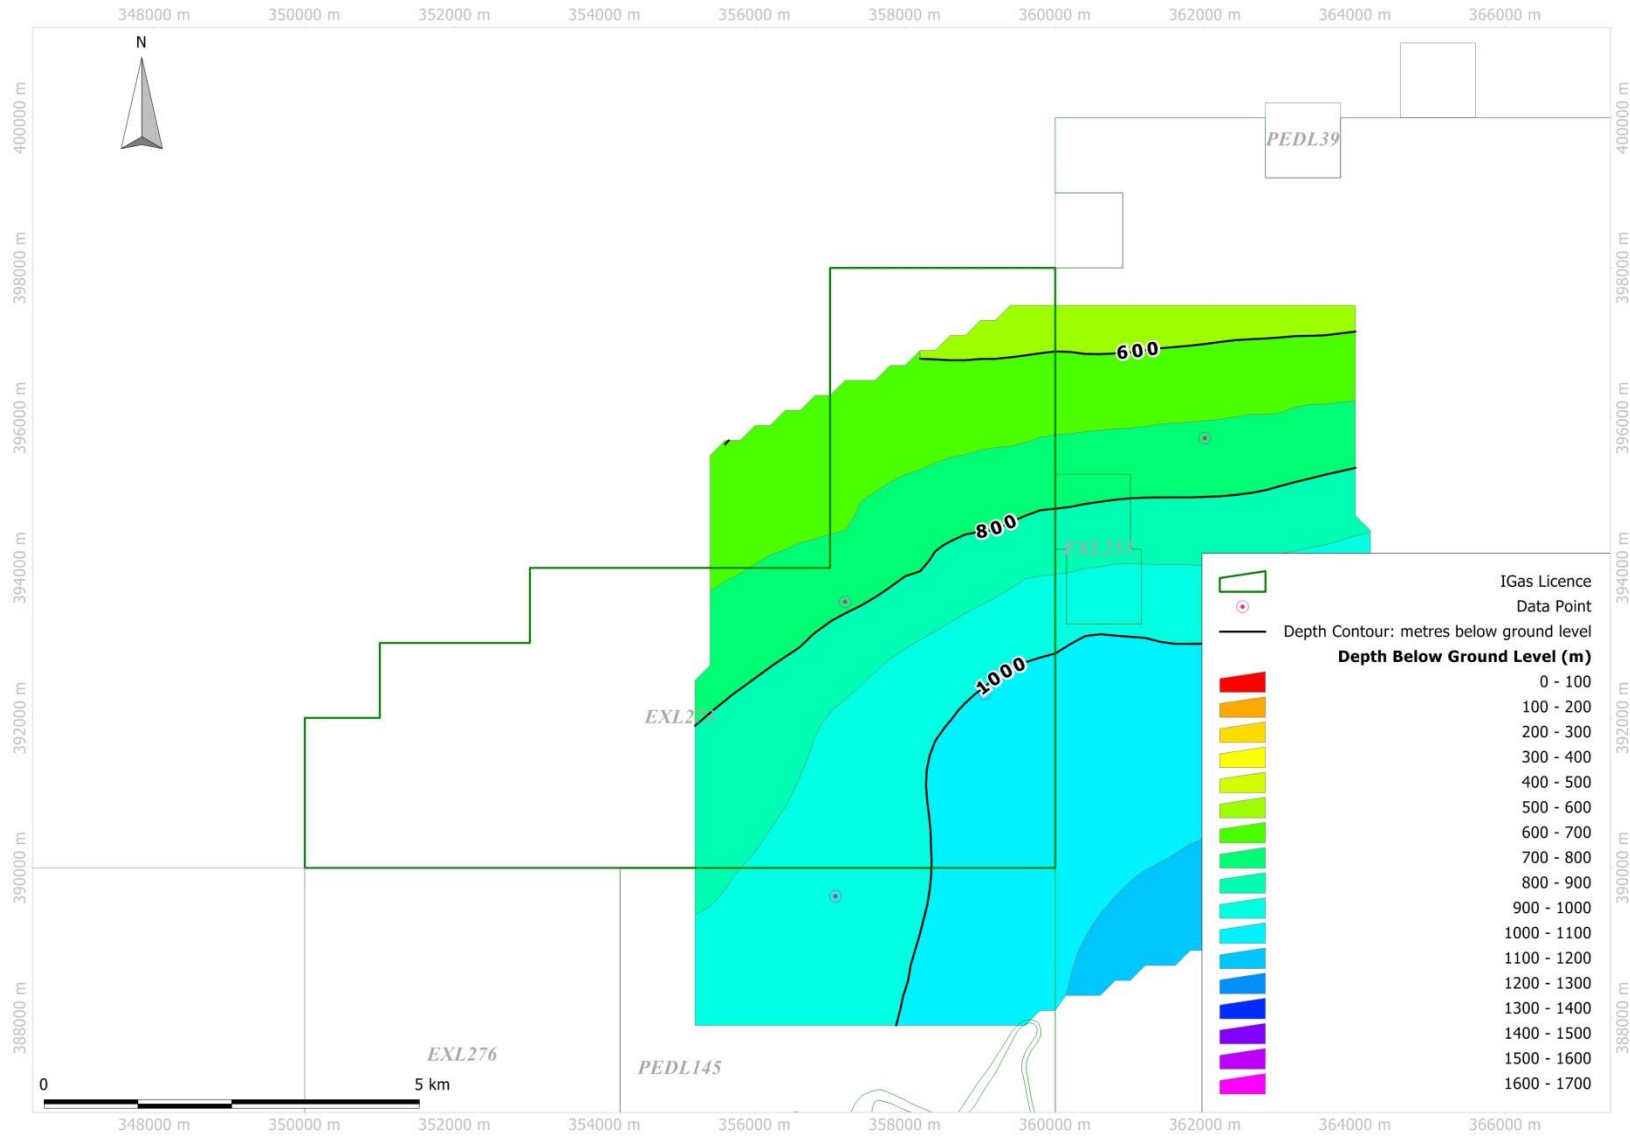 348000 m 350000 m 352000 m 354000 m 356000 m 358000 m 360000 m 362000 m 364000 m 366000 m
N
400000 m
398000 m
396000 m
394000 m
392000 m
390000 m
388000 m
400000 m
398000 m
396000 m
394000 m
392000 m
390000 m
388000 m
PEDL39
600
800
1000
EXL273
EXL276
PEDL145
IGas Licence
Data Point
Depth Contour: metres below ground level
Depth Below Ground Level (m)
0 - 100
100 - 200
200 - 300
300 - 400
400 - 500
500 - 600
600 - 700
700 - 800
800 - 900
900 - 1000
1000 - 1100
1100 - 1200
1200 - 1300
1300 - 1400
1400 - 1500
1500 - 1600
1600 - 1700
0 5 km
348000 m 350000 m 352000 m 354000 m 356000 m 358000 m 360000 m 362000 m 364000 m 366000 m